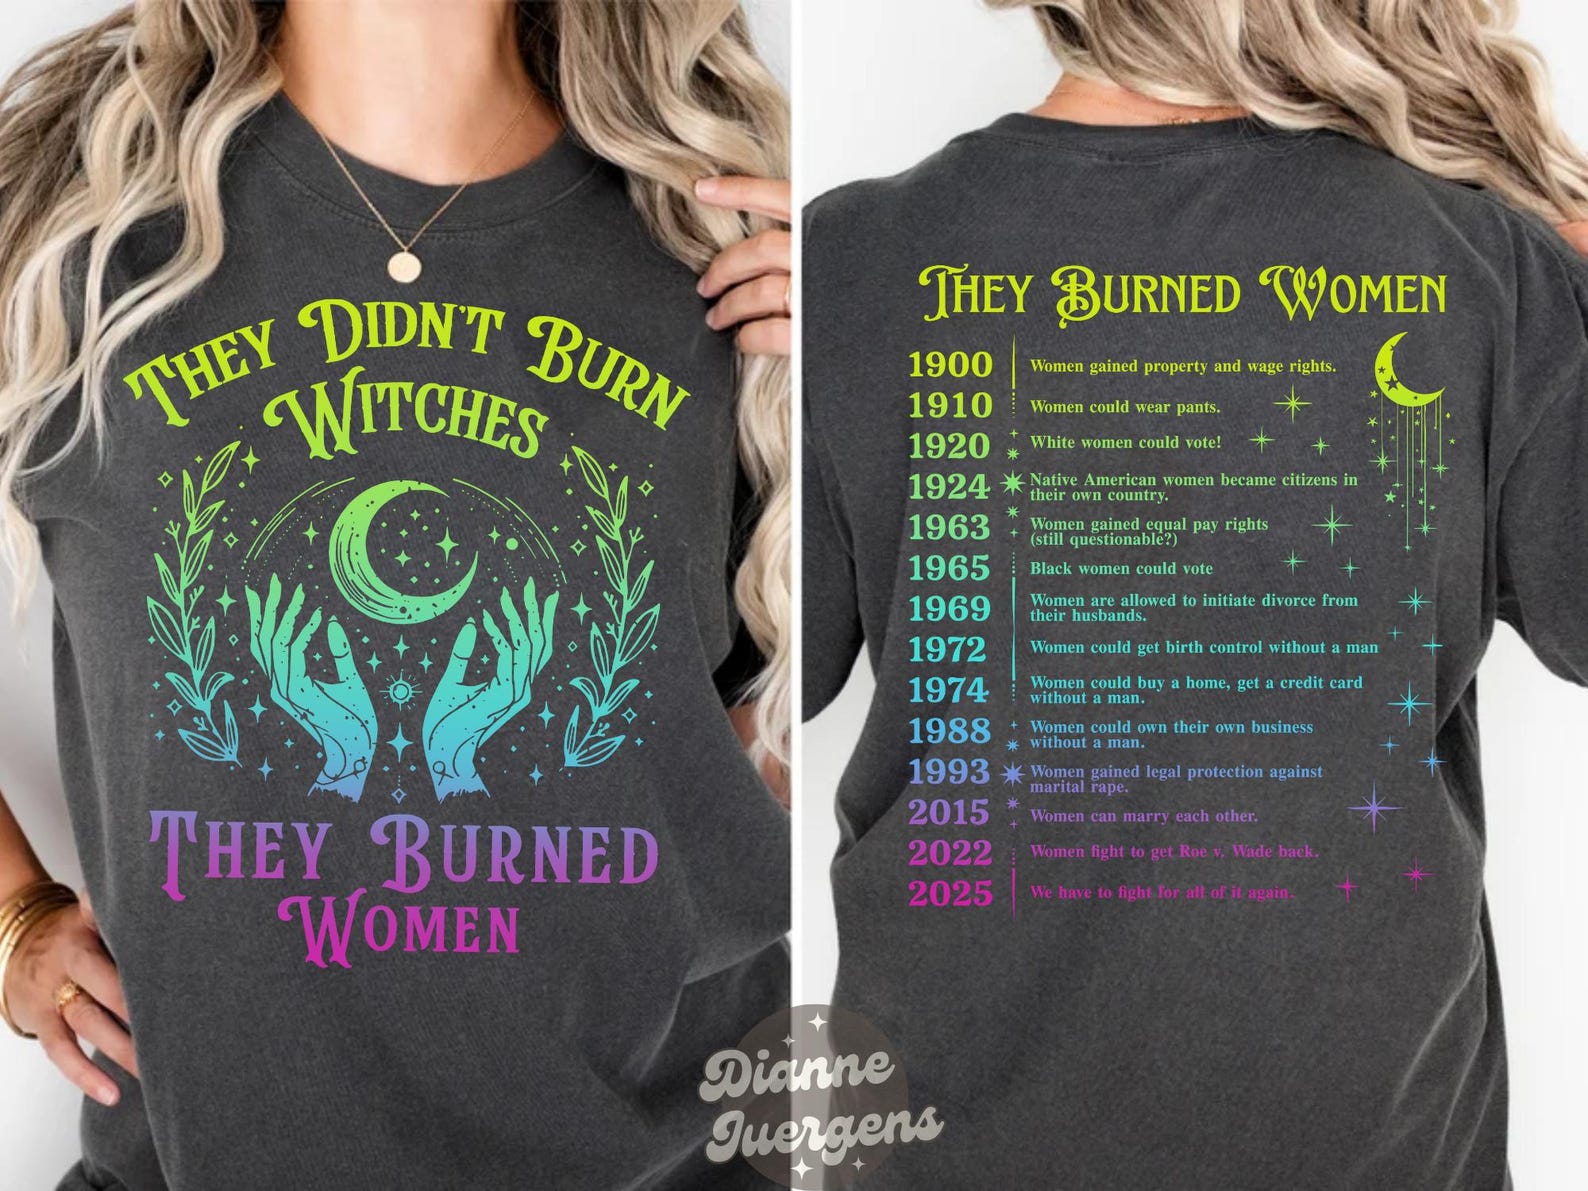 They Didn't Burn
Witches
They Burned
Women
They Burned Women
1900 Women gained property and wage rights.
1910 Women could wear pants.
1920 White women could vote!
1924 Native American women became citizens in
their own country.
1963 Women gained equal pay rights
(still questionable?)
1965 Black women could vote
1969 Women are allowed to initiate divorce from
their husbands.
1972 Women could get birth control without a man
1974 Women could buy a home, get a credit card
without a man.
1988 Women could own their own business
without a man.
1993 Women gained legal protection against
marital rape.
2015 Women can marry each other.
2022 Women fight to get Roe v. Wade back.
2025 We have to fight for all of it again.
Dianne
Juergens